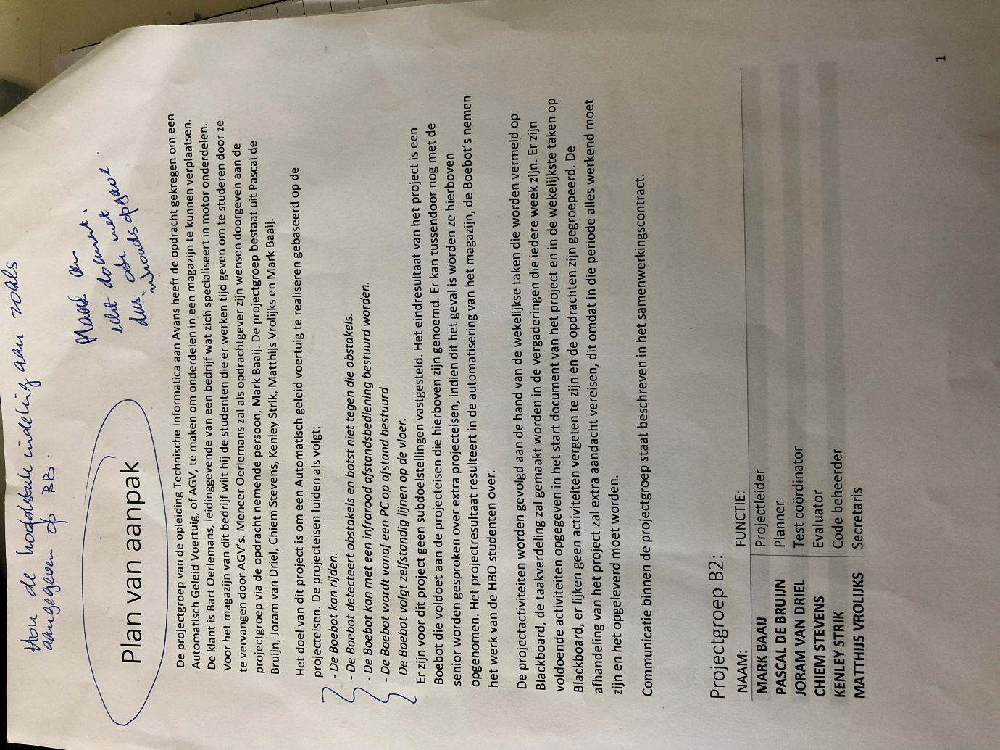 Hou de hoofdstuk indeling aan zoals
aangegeven op BB.
Maak er
echt document.
dus. ook met
inhoudsopgave
Plan van aanpak
De projectgroep van de opleiding Technische Informatica aan Avans heeft de opdracht gekregen om een
Automatisch Geleid Voertuig, of AGV, te maken om onderdelen in een magazijn te kunnen verplaatsen.
De klant is Bart Oerlemans, leidinggevende van een bedrijf wat zich specialiseert in motor onderdelen.
Voor het magazijn van dit bedrijf wilt hij de studenten die er werken tijd geven om te studeren door ze
te vervangen door AGV's. Meneer Oerlemans zal als opdrachtgever zijn wensen doorgeven aan de
projectgroep via de opdracht nemende persoon, Mark Baaij. De projectgroep bestaat uit Pascal de
Bruijn, Joram van Driel, Chiem Stevens, Kenley Strik, Matthijs Vrolijks en Mark Baaij.
Het doel van dit project is om een Automatisch geleid voertuig te realiseren gebaseerd op de
projecteisen. De projecteisen luiden als volgt:
- De Boebot kan rijden.
- De Boebot detecteert obstakels en botst niet tegen die obstakels.
- De Boebot kan met een infrarood afstandsbediening bestuurd worden.
- De Boebot wordt vanaf een PC op afstand bestuurd
- De Boebot volgt zelfstandig lijnen op de vloer.
Er zijn voor dit project geen subdoelstellingen vastgesteld. Het eindresultaat van het project is een
Boebot die voldoet aan de projecteisen die hierboven zijn genoemd. Er kan tussendoor nog met de
senior worden gesproken over extra projecteisen, indien dit het geval is worden ze hierboven
opgenomen. Het projectresultaat resulteert in de automatisering van het magazijn, de Boebot's nemen
het werk van de HBO studenten over.
De projectactiviteiten worden gevolgd aan de hand van de wekelijkse taken die worden vermeld op
Blackboard, de taakverdeling zal gemaakt worden in de vergaderingen die iedere week zijn. Er zijn
voldoende activiteiten opgegeven in het start document van het project en in de wekelijkste taken op
Blackboard, er lijken geen activiteiten vergeten te zijn en de opdrachten zijn gegroepeerd. De
afhandeling van het project zal extra aandacht vereisen, dit omdat in die periode alles werkend moet
zijn en het opgeleverd moet worden.
Communicatie binnen de projectgroep staat beschreven in het samenwerkingscontract.
Projectgroep B2:
NAAM: FUNCTIE:
MARK BAAIJ Projectleider
PASCAL DE BRUIJN Planner
JORAM VAN DRIEL Test coördinator
CHIEM STEVENS Evaluator
KENLEY STRIK Code beheerder
MATTHIJS VROLIJKS Secretaris
1